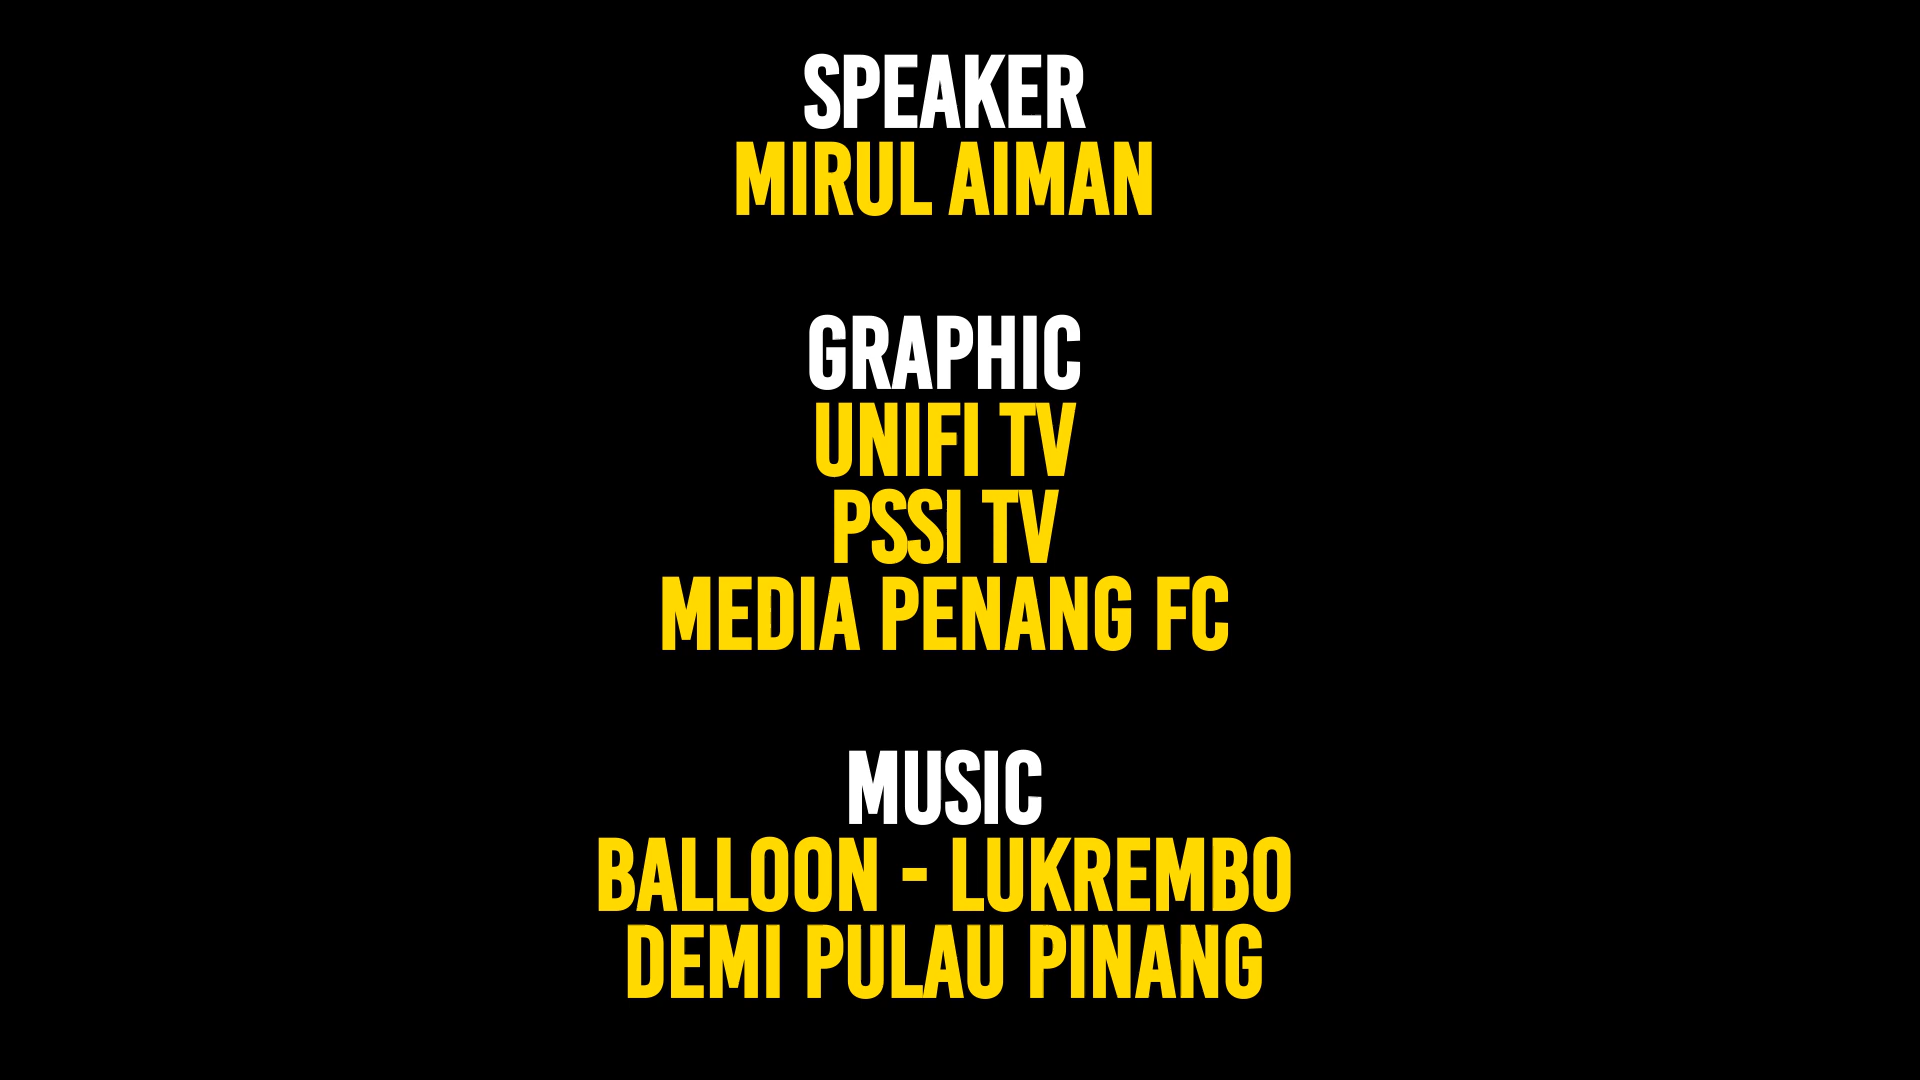 SPEAKER
MIRUL AIMAN
GRAPHIC
UNIFI TV
PSSI TV
MEDIA PENANG FC
MUSIC
BALLOON - LUKREMBO
DEMI PULAU PINANG